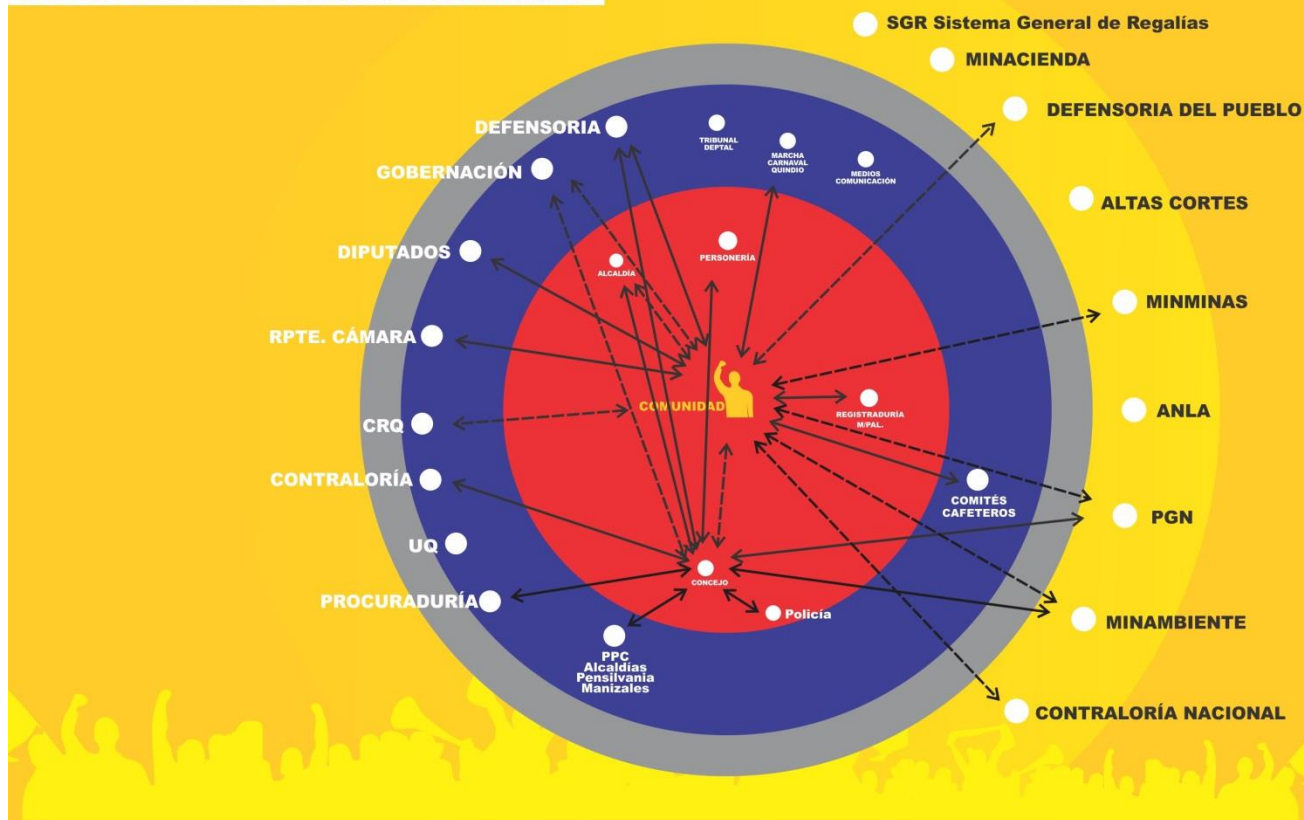 SGR Sistema General de Regalías
MINACIENDA
DEFENSORIA DEL PUEBLO
ALTAS CORTES
MINMINAS
ANLA
PGN
MINAMBIENTE
CONTRALORÍA NACIONAL
DEFENSORIA
GOBERNACIÓN
DIPUTADOS
RPTE. CÁMARA
CRQ
CONTRALORÍA
UQ
PROCURADURÍA
PPC
Alcaldías
Pensilvania
Manizales
TRIBUNAL
DEPTAL
MARCHA
CARNAVAL
QUINDIO
MEDIOS
COMUNICACIÓN
COMITÉS
CAFETEROS
ALCALDÍA
PERSONERÍA
COMUNIDAD
REGISTRADURÍA
M/PAL.
CONCEJO
Policía